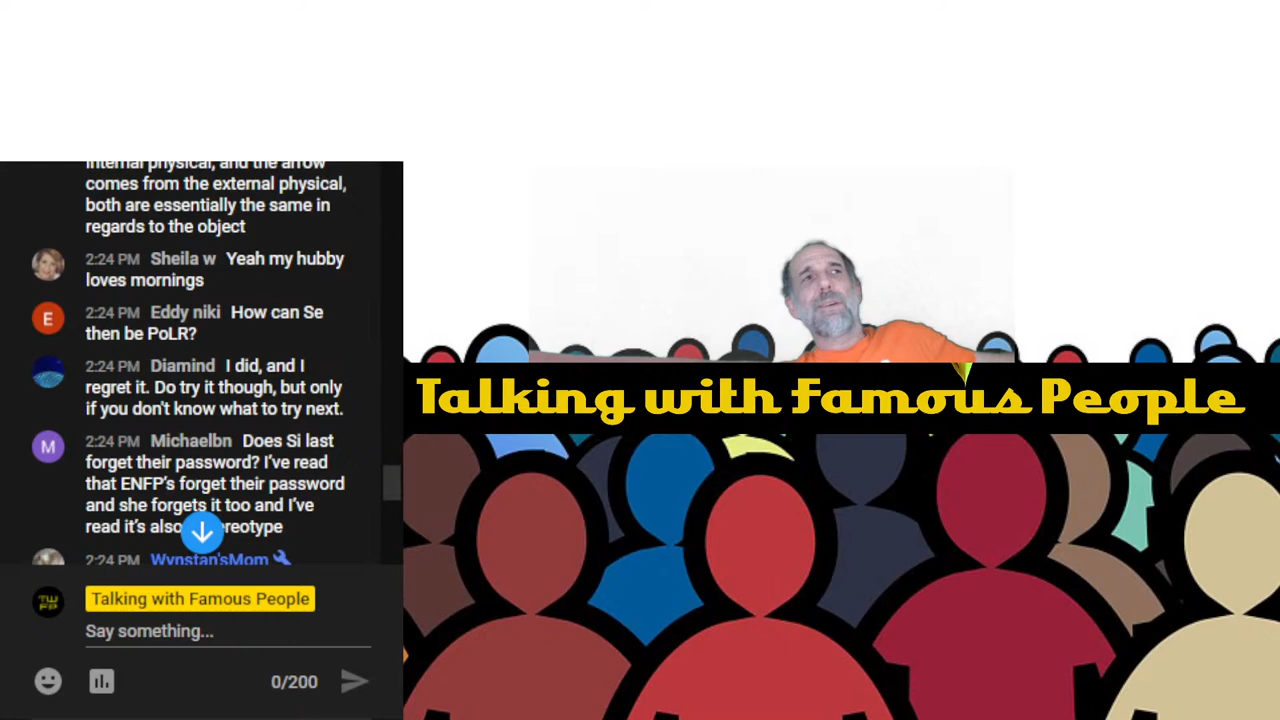 internal physical, and the arrow
comes from the external physical,
both are essentially the same in
regards to the object
2:24 PM Sheila w Yeah my hubby
loves mornings
E 2:24 PM Eddy niki How can Se
then be PoLR?
2:24 PM Diamind I did, and I
regret it. Do try it though, but only
if you don't know what to try next.
M 2:24 PM Michaelbn Does Si last
forget their password? I've read
that ENFP's forget their password
and she forgets it too and I've
read it's also
2:24 PM Wynstan'sMom
TW FP Talking with Famous People
Say something...
0/200
Talking with Famous People